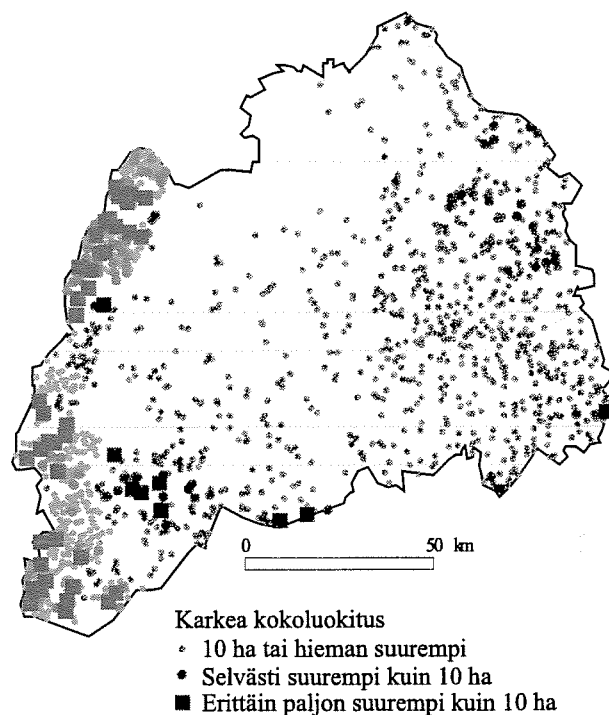 0 50 km
Karkea kokoluokitus
10 ha tai hieman suurempi
Selvästi suurempi kuin 10 ha
Erittäin paljon suurempi kuin 10 ha